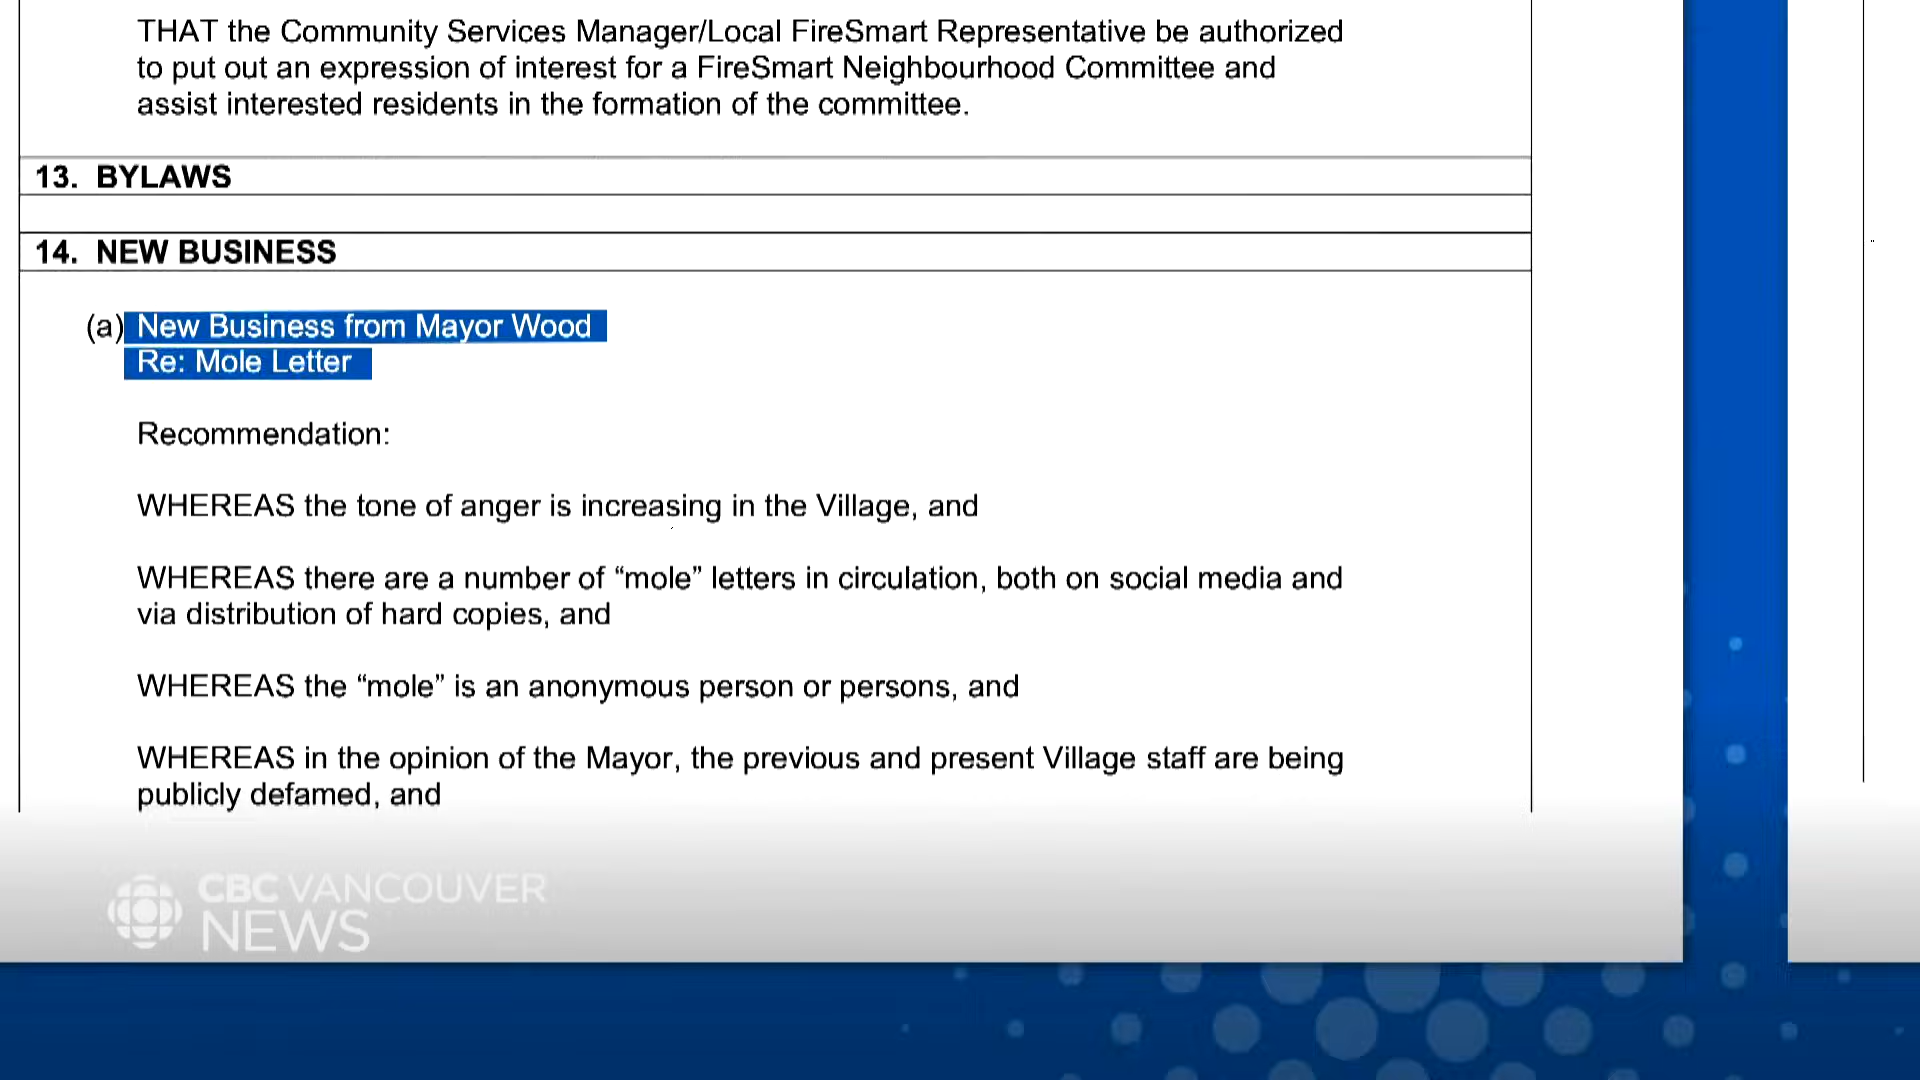 THAT the Community Services Manager/Local FireSmart Representative be authorized
to put out an expression of interest for a FireSmart Neighbourhood Committee and
assist interested residents in the formation of the committee.
13. BYLAWS
14. NEW BUSINESS
(a) New Business from Mayor Wood
Re: Mole Letter
Recommendation:
WHEREAS the tone of anger is increasing in the Village, and
WHEREAS there are a number of “mole” letters in circulation, both on social media and
via distribution of hard copies, and
WHEREAS the “mole” is an anonymous person or persons, and
WHEREAS in the opinion of the Mayor, the previous and present Village staff are being
publicly defamed, and
CBC VANCOUVER
NEWS